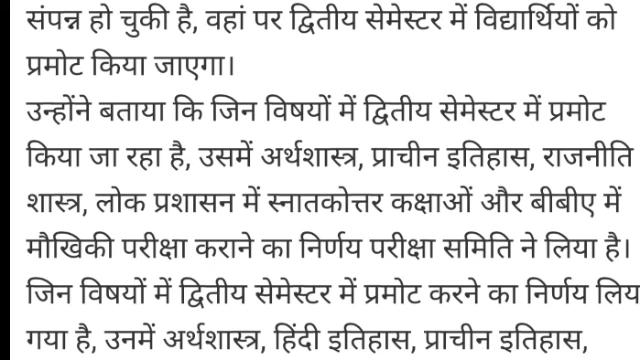 संपन्न हो चुकी है, वहां पर द्वितीय सेमेस्टर में विद्यार्थियों को
प्रमोट किया जाएगा।
उन्होंने बताया कि जिन विषयों में द्वितीय सेमेस्टर में प्रमोट
किया जा रहा है, उसमें अर्थशास्त्र, प्राचीन इतिहास, राजनीति
शास्त्र, लोक प्रशासन में स्नातकोत्तर कक्षाओं और बीबीए में
मौखिकी परीक्षा कराने का निर्णय परीक्षा समिति ने लिया है।
जिन विषयों में द्वितीय सेमेस्टर में प्रमोट करने का निर्णय लिय
गया है, उनमें अर्थशास्त्र, हिंदी इतिहास, प्राचीन इतिहास,